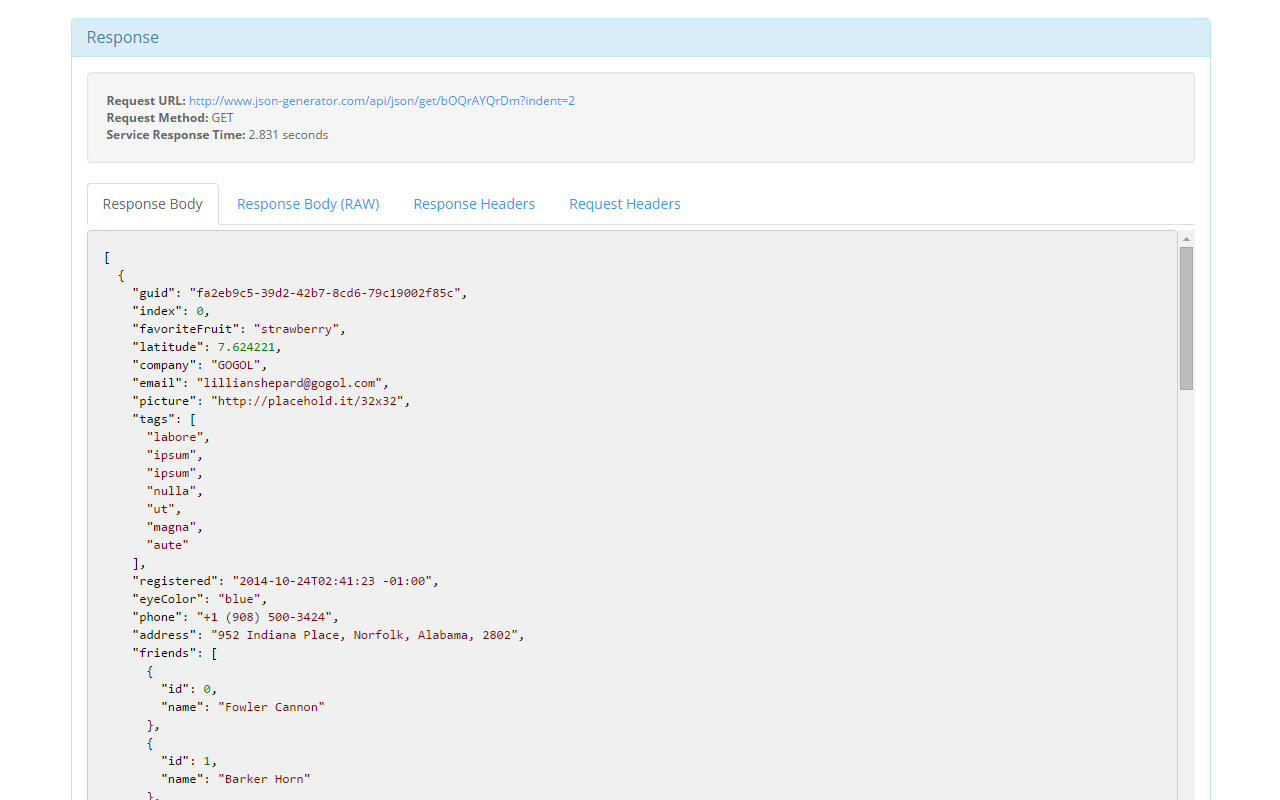 Response
Request URL: http://www.json-generator.com/api/json/get/bOQrAYQrDm?indent=2
Request Method: GET
Service Response Time: 2.831 seconds
Response Body Response Body (RAW) Response Headers Request Headers
[
  {
    "guid": "fa2eb9c5-39d2-42b7-8cd6-79c19002f85c",
    "index": 0,
    "favoriteFruit": "strawberry",
    "latitude": 7.624221,
    "company": "GOGOL",
    "email": "lillianshepard@gogol.com",
    "picture": "http://placehold.it/32x32",
    "tags": [
      "labore",
      "ipsum",
      "ipsum",
      "nulla",
      "ut",
      "magna",
      "aute"
    ],
    "registered": "2014-10-24T02:41:23 -01:00",
    "eyeColor": "blue",
    "phone": "+1 (908) 500-3424",
    "address": "952 Indiana Place, Norfolk, Alabama, 2802",
    "friends": [
      {
        "id": 0,
        "name": "Fowler Cannon"
      },
      {
        "id": 1,
        "name": "Barker Horn"
      },